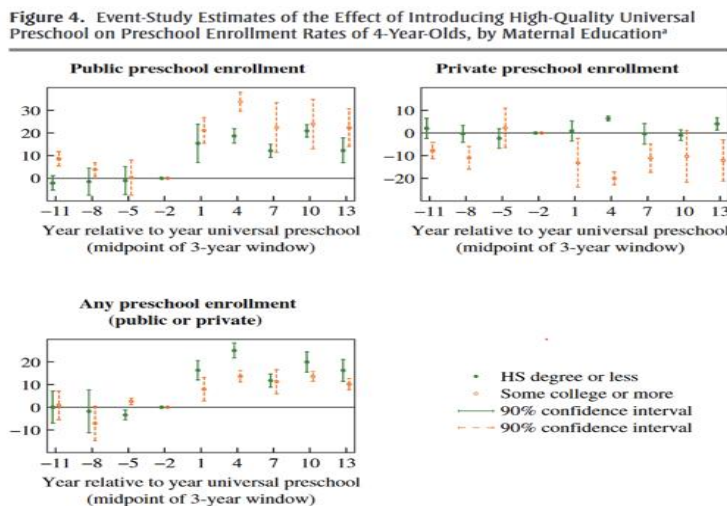 Figure 4. Event-Study Estimates of the Effect of Introducing High-Quality Universal
Preschool on Preschool Enrollment Rates of 4-Year-Olds, by Maternal Educationᵃ
Public preschool enrollment
30
20
10
0
−11 −8 −5 −2 1 4 7 10 13
Year relative to year universal preschool
(midpoint of 3-year window)
Private preschool enrollment
10
0
−10
−20
−11 −8 −5 −2 1 4 7 10 13
Year relative to year universal preschool
(midpoint of 3-year window)
Any preschool enrollment
(public or private)
20
10
0
−10
−11 −8 −5 −2 1 4 7 10 13
Year relative to year universal preschool
(midpoint of 3-year window)
HS degree or less
Some college or more
90% confidence interval
90% confidence interval